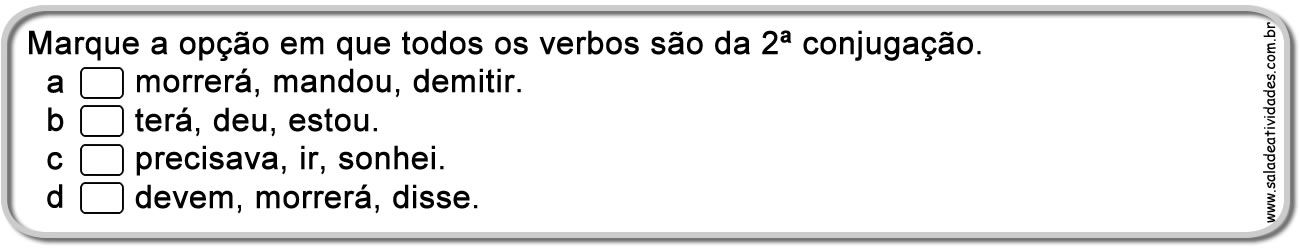 Marque a opção em que todos os verbos são da 2ª conjugação.
a morrerá, mandou, demitir.
b terá, deu, estou.
c precisava, ir, sonhei.
d devem, morrerá, disse.
www.saladeatividades.com.br